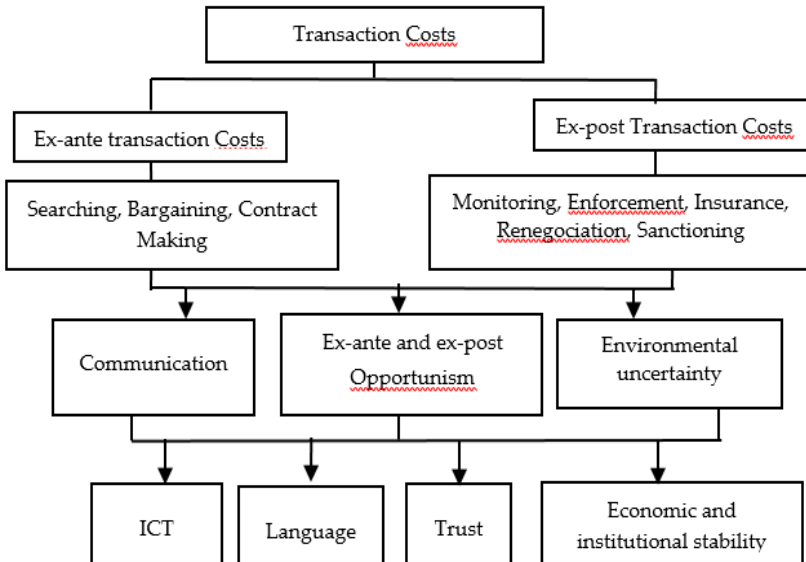 Transaction Costs
Ex-ante transaction Costs
Ex-post Transaction Costs
Searching, Bargaining, Contract
Making
Monitoring, Enforcement, Insurance,
Renegociation, Sanctioning
Communication
Ex-ante and ex-post
Opportunism
Environmental
uncertainty
ICT
Language
Trust
Economic and
institutional stability